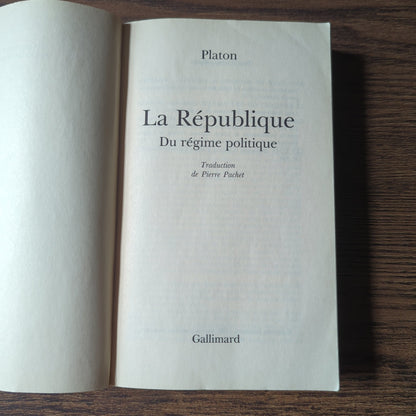 Platon
La République
Du régime politique
Traduction
de Pierre Pachet
Gallimard